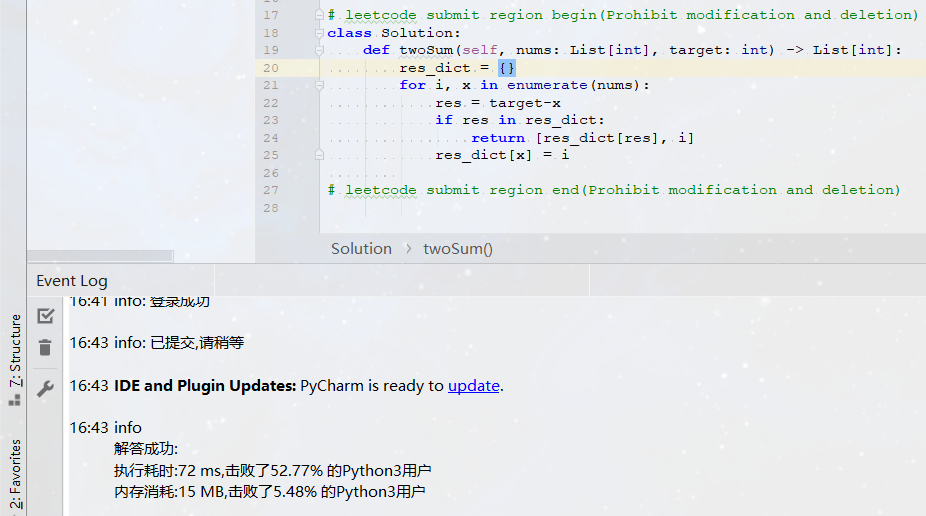 17 # leetcode submit region begin(Prohibit modification and deletion)
18 class Solution:
19 def twoSum(self, nums: List[int], target: int) -> List[int]:
20 res_dict = {}
21 for i, x in enumerate(nums):
22 res = target-x
23 if res in res_dict:
24 return [res_dict[res], i]
25 res_dict[x] = i
26
27 # leetcode submit region end(Prohibit modification and deletion)
28
Solution > twoSum()
Event Log
16:41 info: 登录成功
7: Structure
16:43 info: 已提交,请稍等
16:43 IDE and Plugin Updates: PyCharm is ready to update.
2: Favorites
16:43 info
解答成功:
执行耗时:72 ms,击败了52.77% 的Python3用户
内存消耗:15 MB,击败了5.48% 的Python3用户